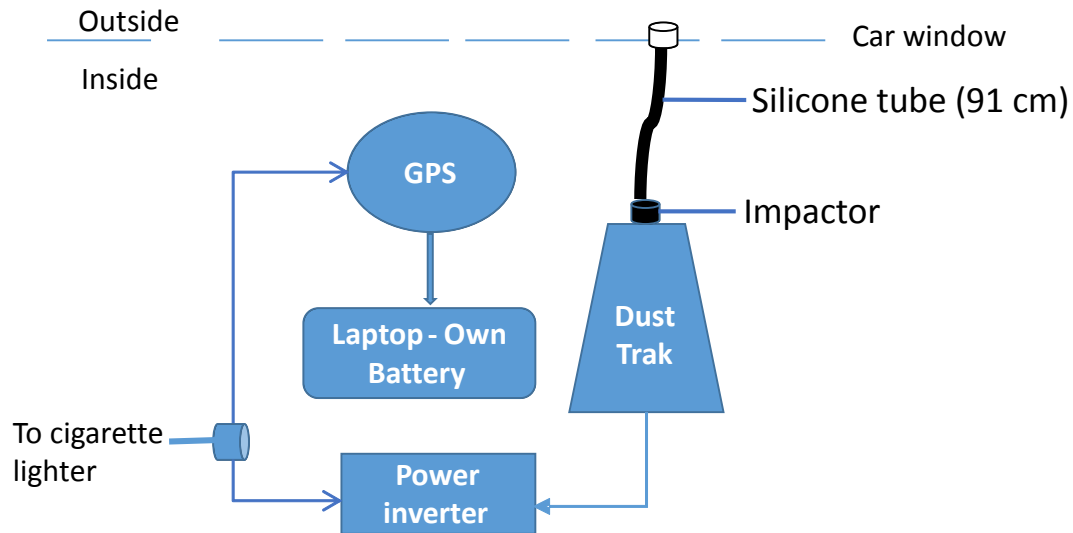 Outside
Car window
Inside
Silicone tube (91 cm)
GPS
Impactor
Laptop - Own
Battery
Dust
Trak
To cigarette
lighter
Power
inverter